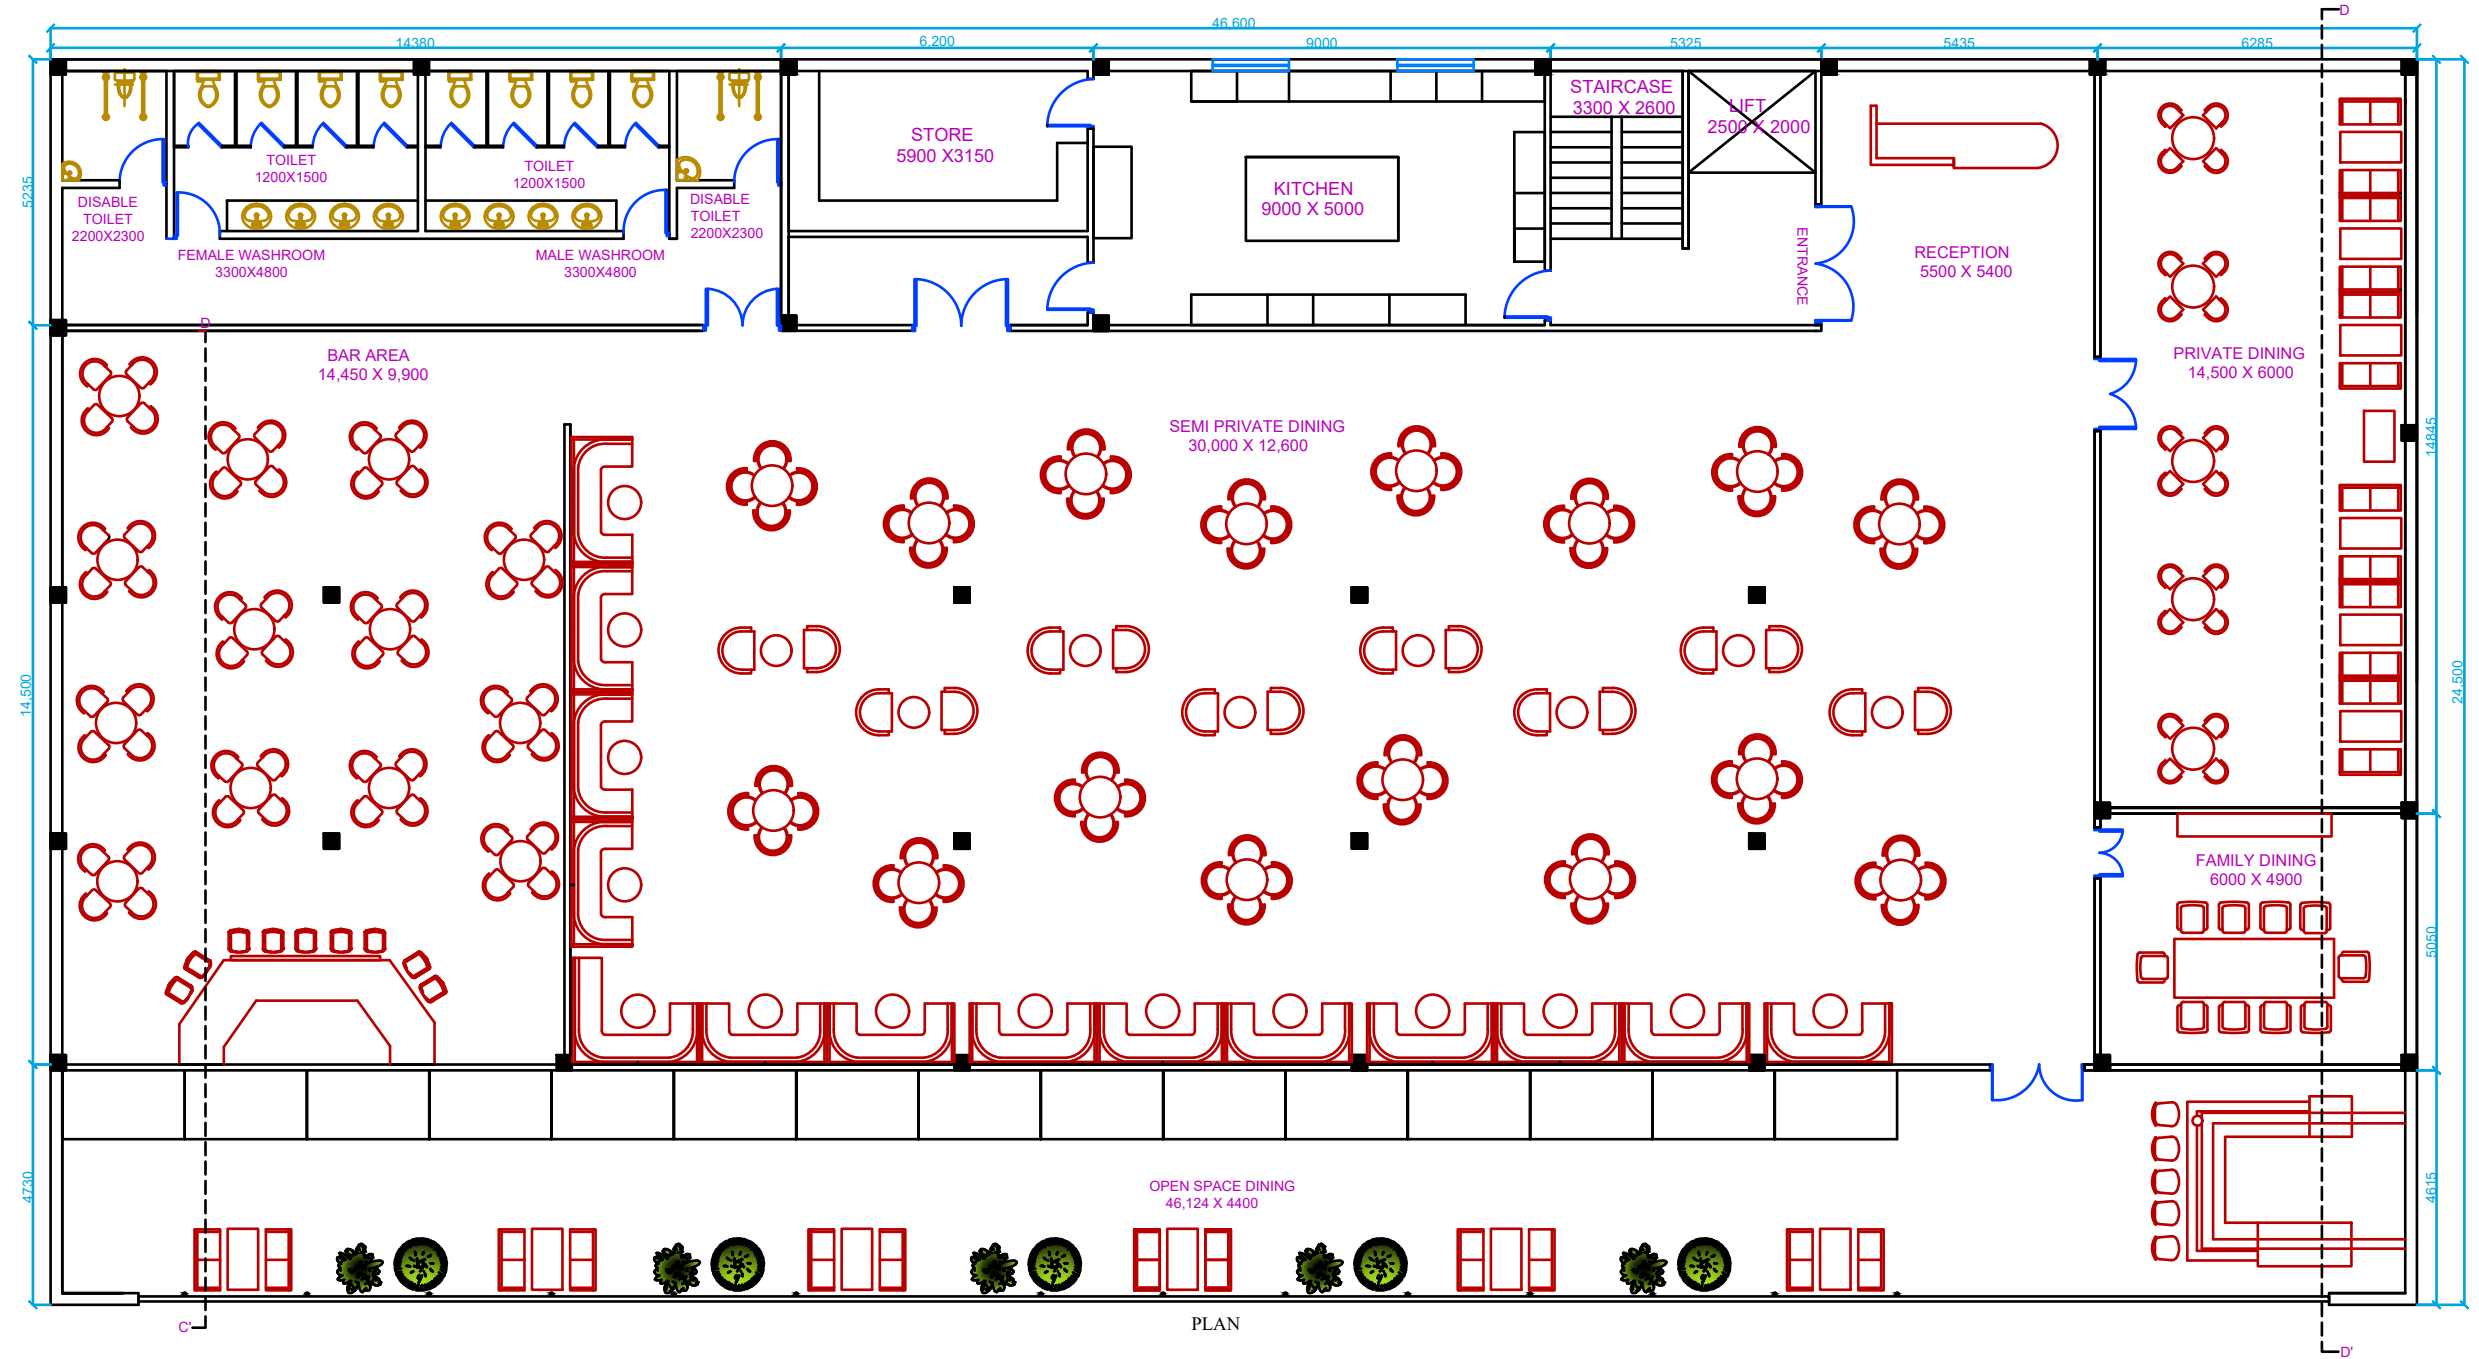 D
46,600
14380
6,200
9000
5325
5435
6285
STAIRCASE
3300 X 2600
LIFT
2500 X 2000
STORE
5900 X3150
TOILET
1200X1500
TOILET
1200X1500
KITCHEN
9000 X 5000
5235
DISABLE
TOILET
2200X2300
DISABLE
TOILET
2200X2300
FEMALE WASHROOM
3300X4800
MALE WASHROOM
3300X4800
ENTRANCE
RECEPTION
5500 X 5400
D
BAR AREA
14,450 X 9,900
PRIVATE DINING
14,500 X 6000
SEMI PRIVATE DINING
30,000 X 12,600
14845
14,500
24,500
FAMILY DINING
6000 X 4900
5050
4730
OPEN SPACE DINING
46,124 X 4400
4615
PLAN
C'
D'